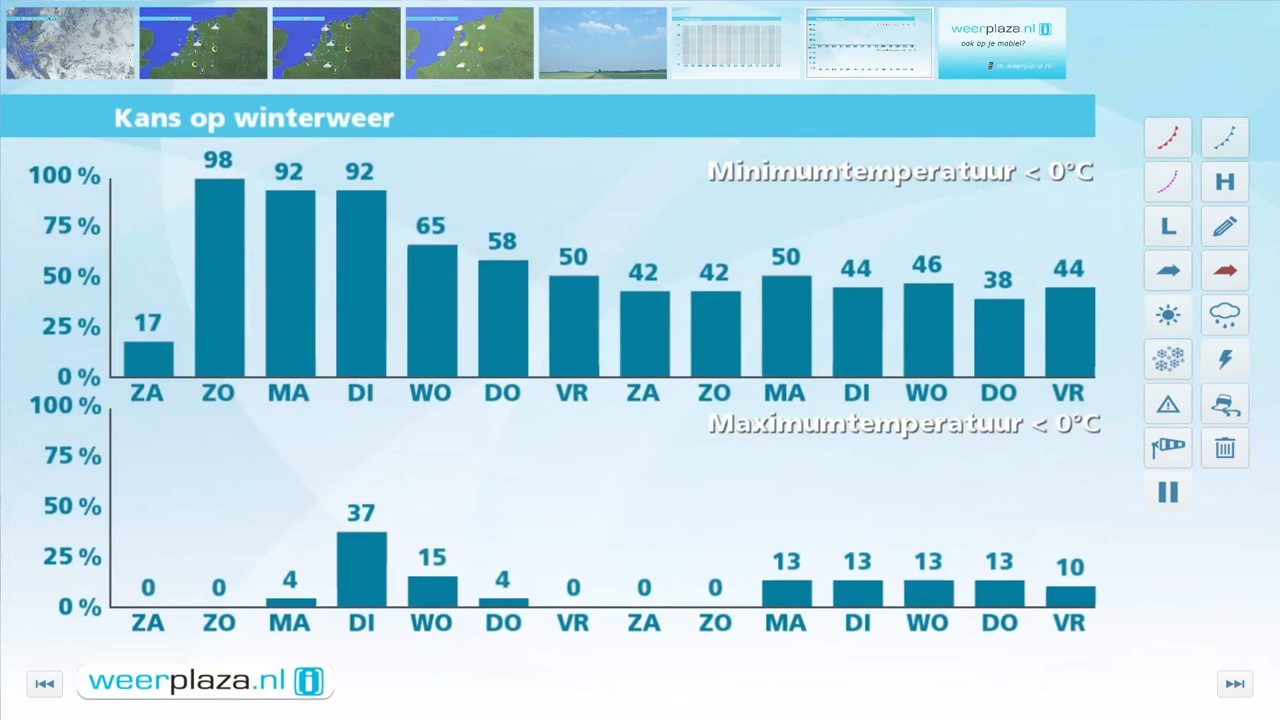 weerplaza.nl
ook op je mobiel?
m.weerplaza.nl
Kans op winterweer
Minimumtemperatuur < 0°C
100 %
75 %
50 %
25 %
0 %
17 98 92 92 65 58 50 42 42 50 44 46 38 44
ZA ZO MA DI WO DO VR ZA ZO MA DI WO DO VR
Maximumtemperatuur < 0°C
100 %
75 %
50 %
25 %
0 %
0 0 4 37 15 4 0 0 0 13 13 13 13 10
ZA ZO MA DI WO DO VR ZA ZO MA DI WO DO VR
H
L
weerplaza.nl